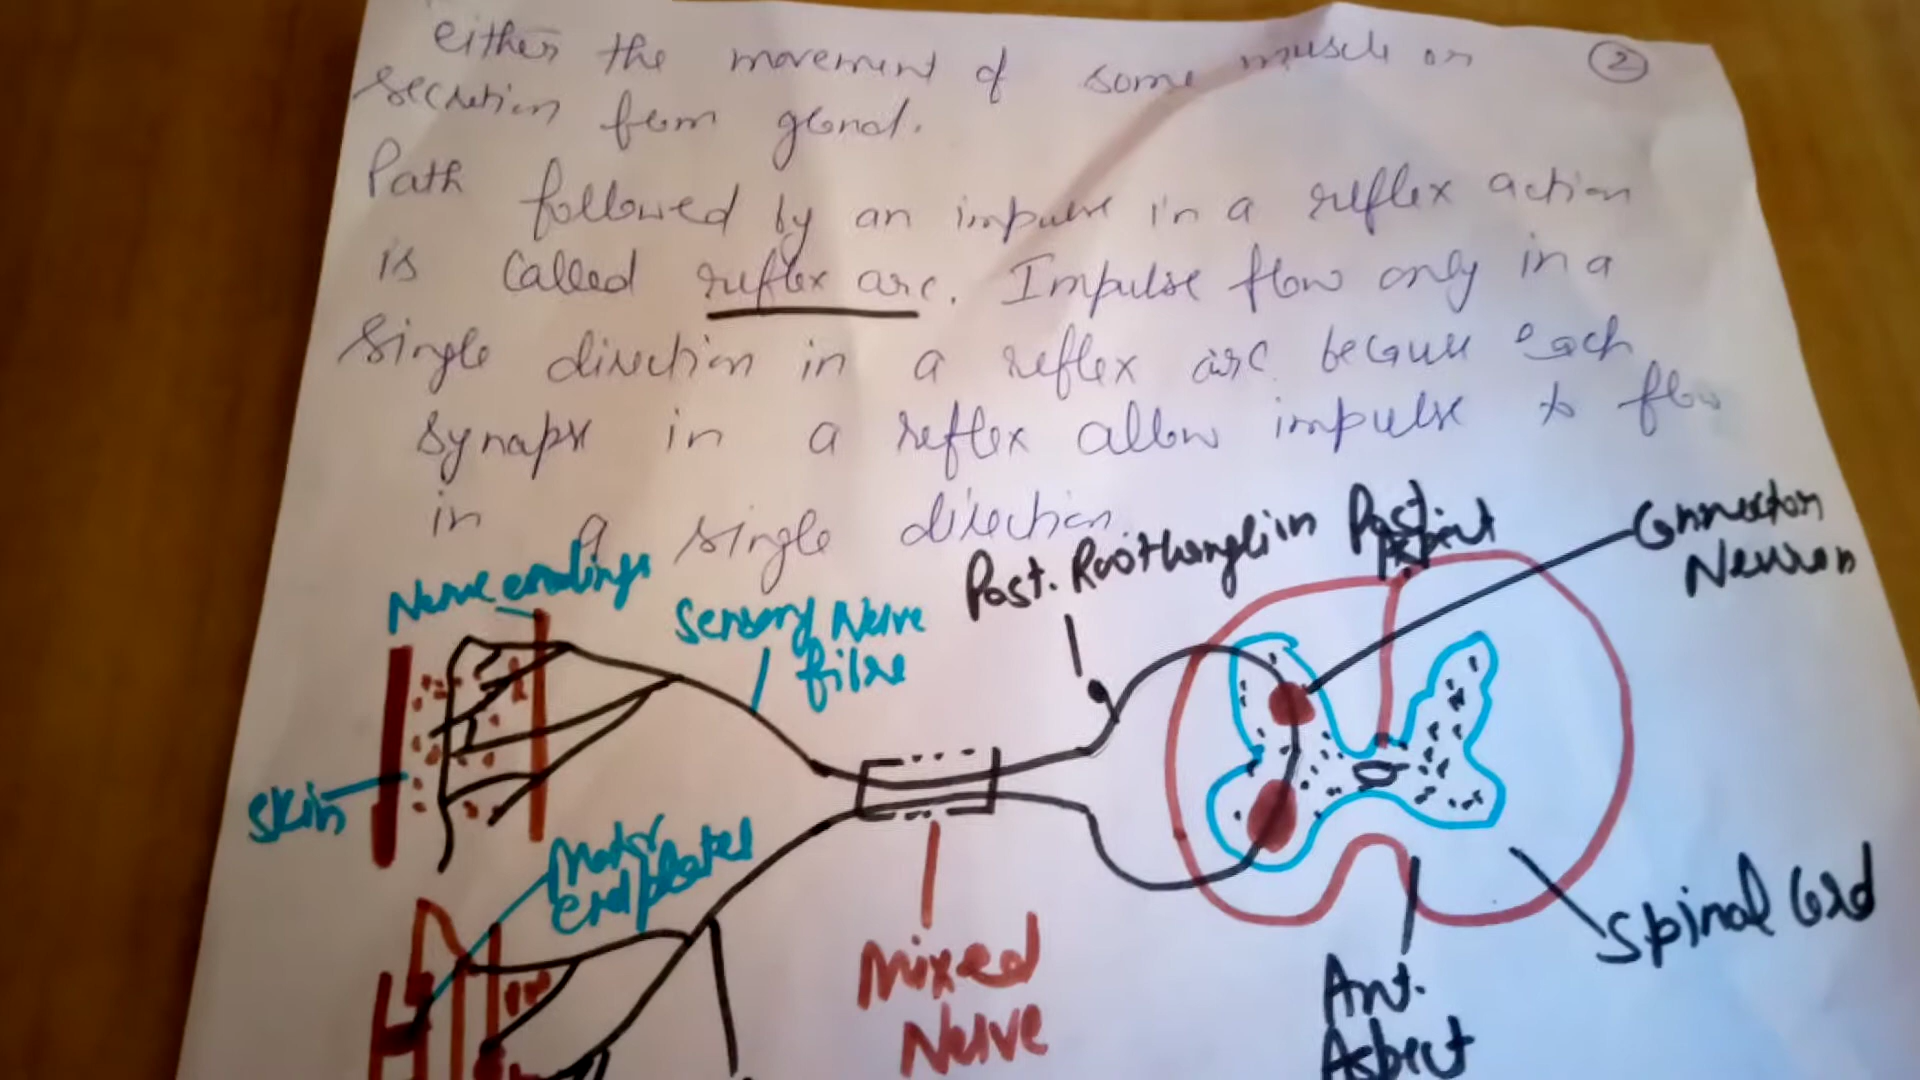 either the movement of some muscle or
②
secretion from gland.
Path followed by an impulse in a reflex action
is called reflex arc. Impulse flow only in a
single direction in a reflex arc because each
synapse in a reflex allow impulse to flow
in a single direction
Nerve endings
Sensory Nerve
fibre
Post. Root Ganglion
Post.
Aspect
Connector
Neuron
Skin
Motor
end plates
Mixed
Nerve
Ant.
Aspect
Spinal Cord